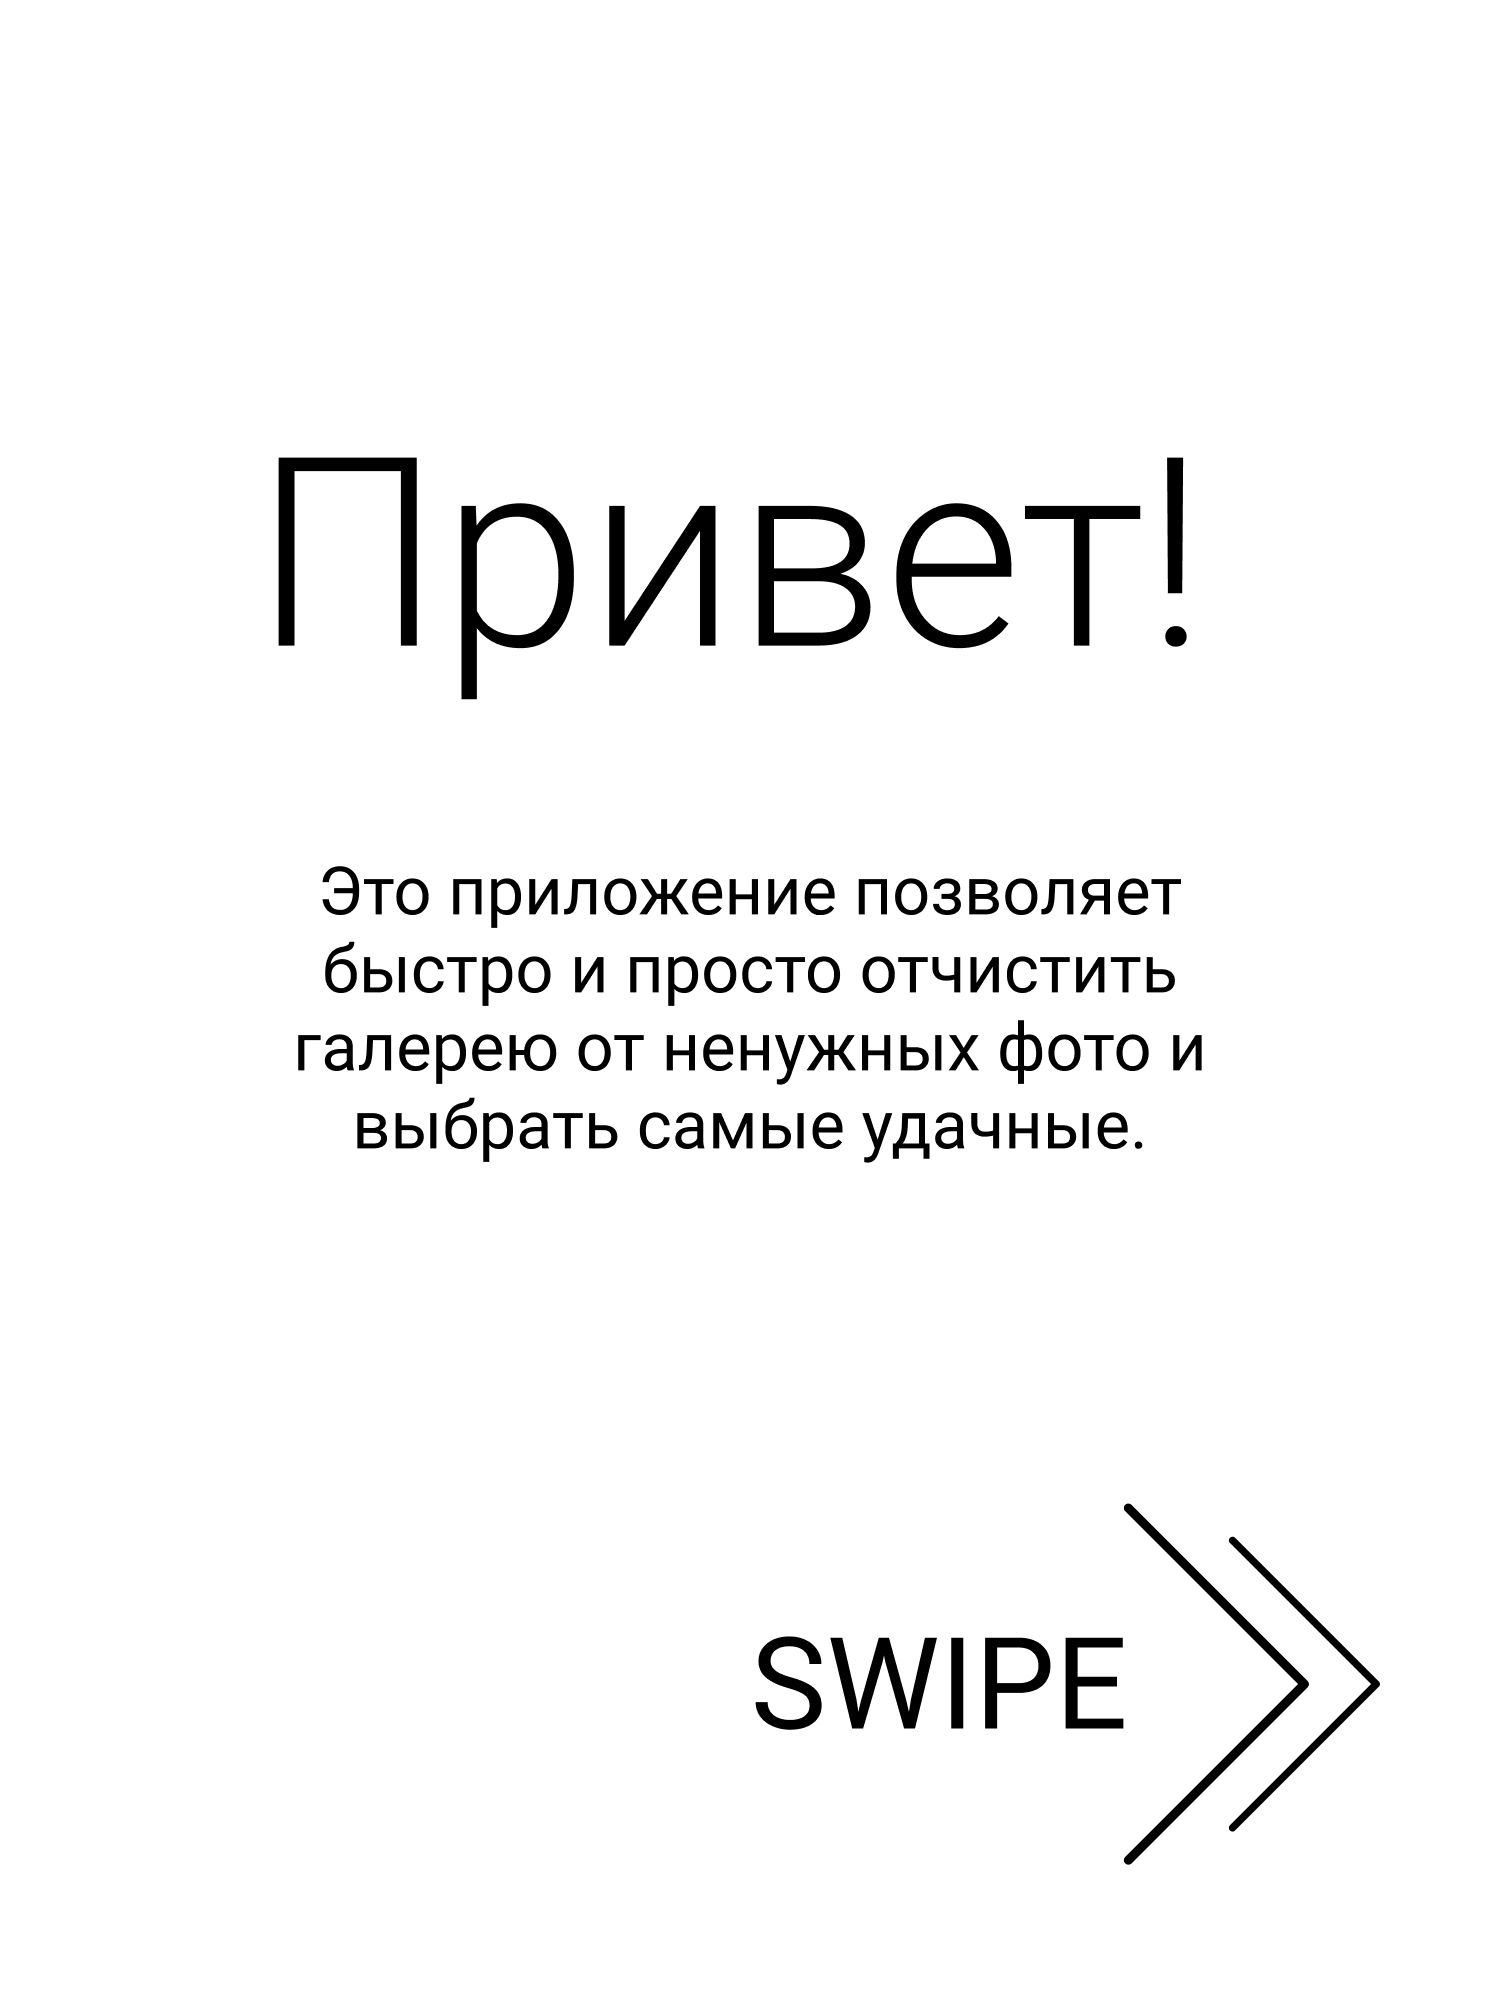 Привет!
Это приложение позволяет
быстро и просто отчистить
галерею от ненужных фото и
выбрать самые удачные.
SWIPE